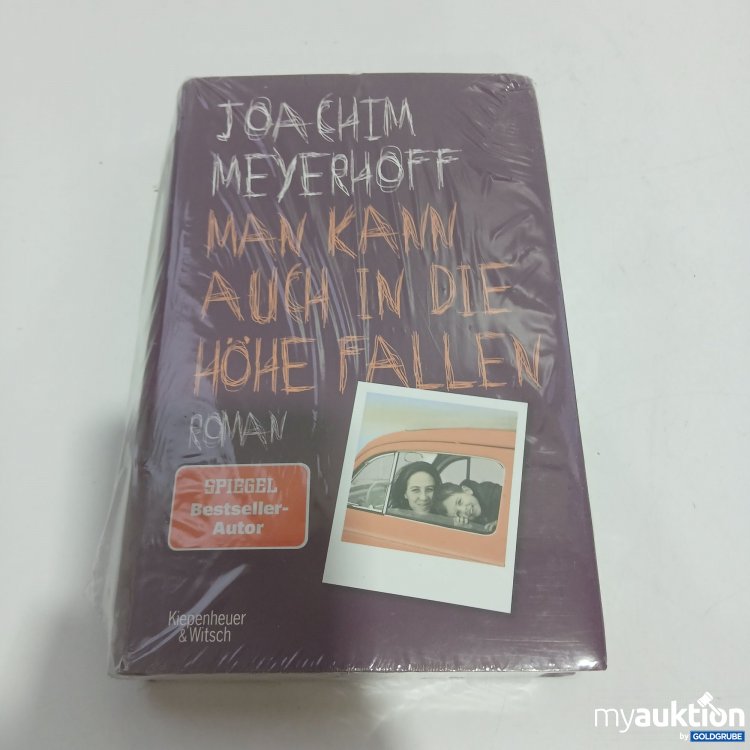 JOACHIM
MEYERHOFF
MAN KANN
AUCH IN DIE
HÖHE FALLEN
ROMAN
SPIEGEL
Bestseller-
Autor
Kiepenheuer
& Witsch
myauktion
by GOLDGRUBE